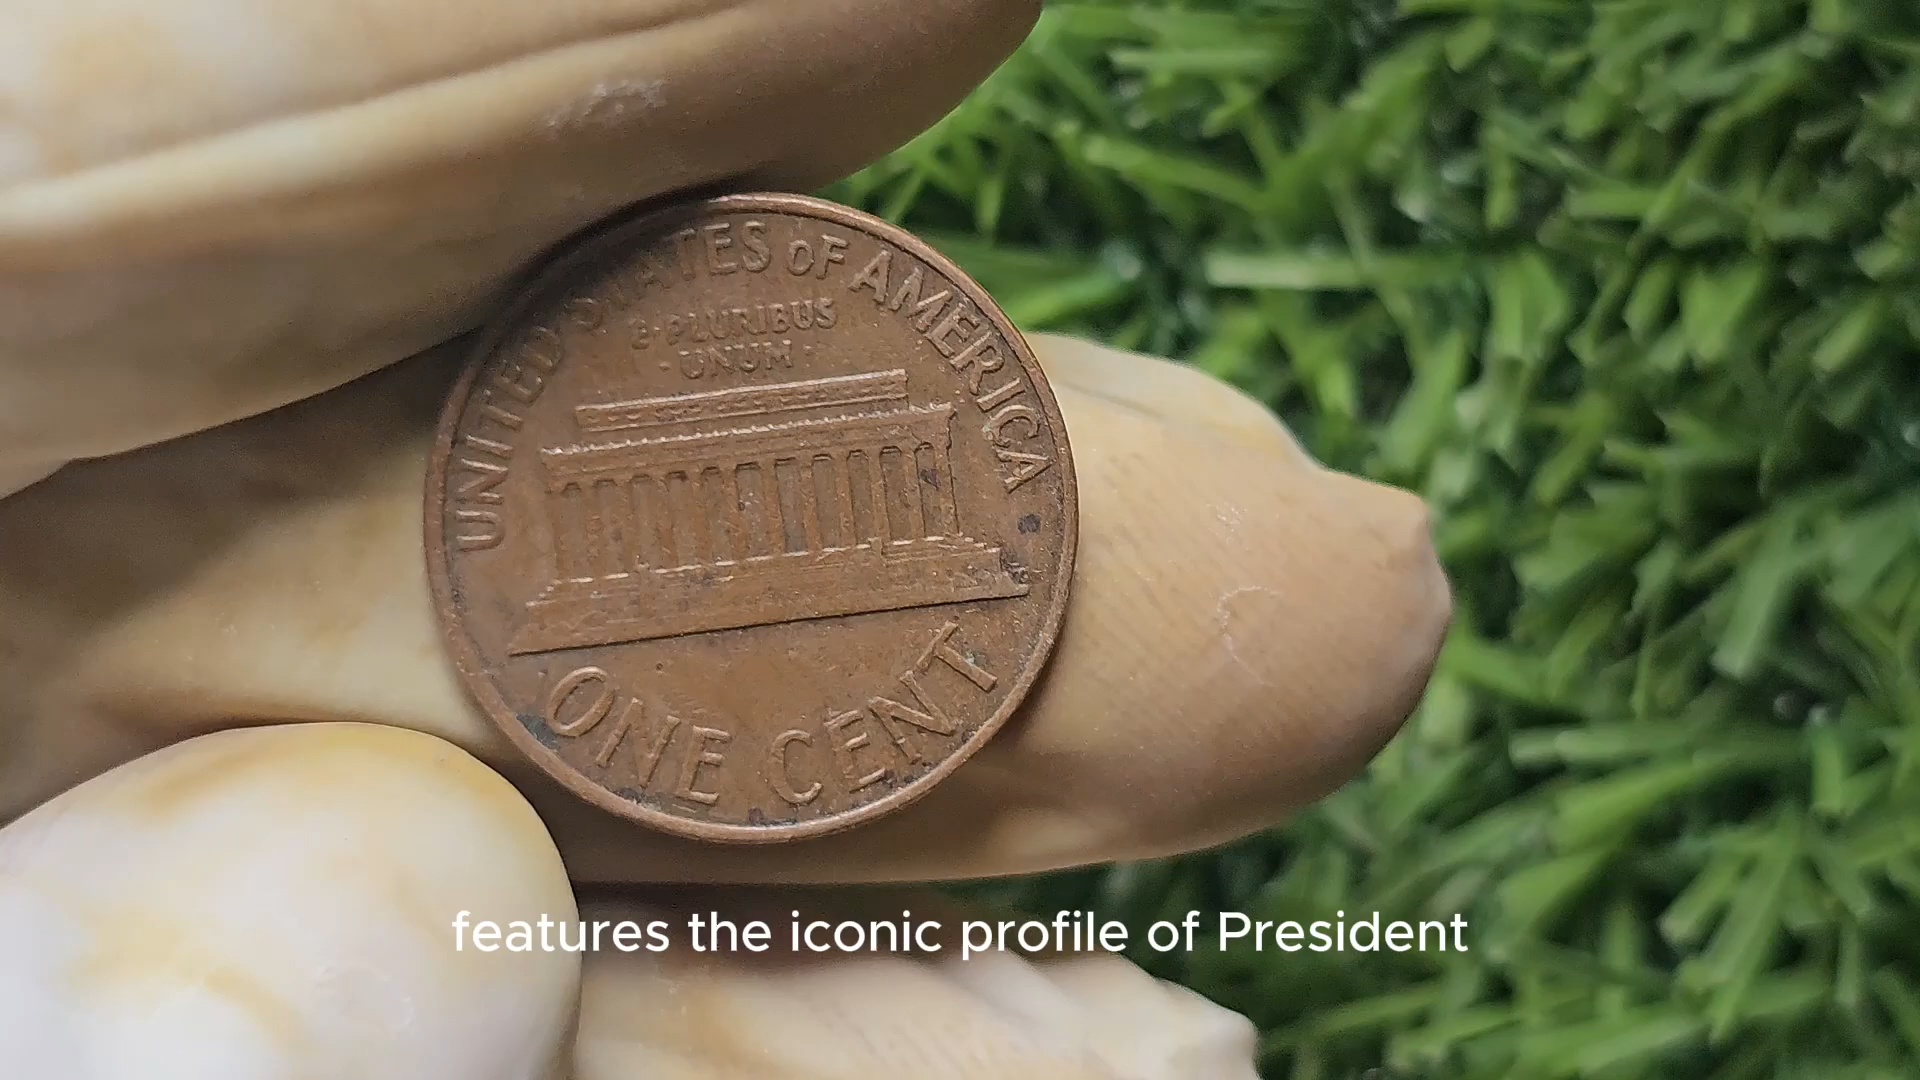 UNITED STATES OF AMERICA
E·PLURIBUS
·UNUM·
ONE CENT
features the iconic profile of President